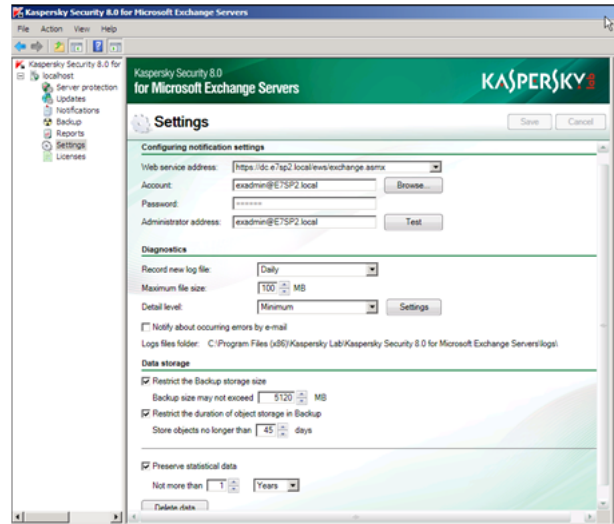 Kaspersky Security 8.0 for Microsoft Exchange Servers
File Action View Help
Kaspersky Security 8.0 for
localhost
Server protection
Updates
Notifications
Backup
Reports
Settings
Licenses
Kaspersky Security 8.0
for Microsoft Exchange Servers
KASPERSKY lab
Settings
Save Cancel
Configuring notification settings
Web service address: https://dc.e7sp2.local/ews/exchange.asmx
Account: exadmin@E7SP2.local Browse...
Password: ******
Administrator address: exadmin@E7SP2.local Test
Diagnostics
Record new log file: Daily
Maximum file size: 100 MB
Detail level: Minimum Settings
Notify about occurring errors by e-mail
Logs files folder: C:\Program Files (x86)\Kaspersky Lab\Kaspersky Security 8.0 for Microsoft Exchange Servers\logs\
Data storage
Restrict the Backup storage size
Backup size may not exceed 5120 MB
Restrict the duration of object storage in Backup
Store objects no longer than 45 days
Preserve statistical data
Not more than 1 Years
Delete data